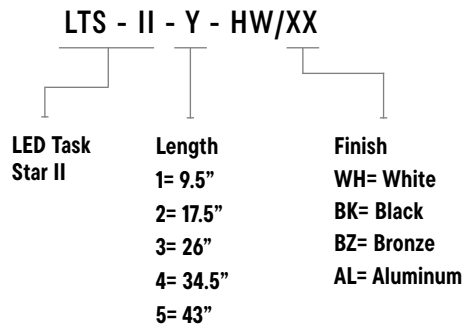 LTS - II - Y - HW/XX
LED Task
Star II
Length
1= 9.5”
2= 17.5”
3= 26”
4= 34.5”
5= 43”
Finish
WH= White
BK= Black
BZ= Bronze
AL= Aluminum